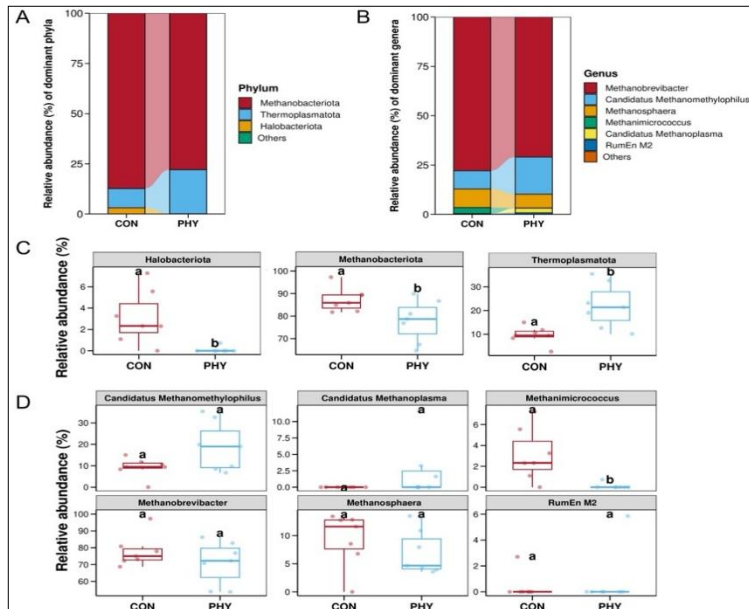 A
Relative abundance (%) of dominant phyla
100
75
50
25
0
CON
PHY
Phylum
Methanobacteriota
Thermoplasmatota
Halobacteriota
Others
B
Relative abundance (%) of dominant genera
100
75
50
25
0
CON
PHY
Genus
Methanobrevibacter
Candidatus Methanomethylophilus
Methanosphaera
Methanimicrococcus
Candidatus Methanoplasma
RumEn M2
Others
C
Relative abundance (%)
Halobacteriota
6
4
2
0
a
b
CON
PHY
Methanobacteriota
100
90
80
70
a
b
CON
PHY
Thermoplasmatota
30
20
10
a
b
CON
PHY
D
Relative abundance (%)
Candidatus Methanomethylophilus
30
20
10
0
a
a
Candidatus Methanoplasma
10.0
7.5
5.0
2.5
0.0
a
a
Methanimicrococcus
6
4
2
0
a
b
Relative abundance (%)
Methanobrevibacter
100
90
80
70
60
a
a
CON
PHY
Methanosphaera
10
5
0
a
a
CON
PHY
RumEn M2
6
4
2
0
a
a
CON
PHY